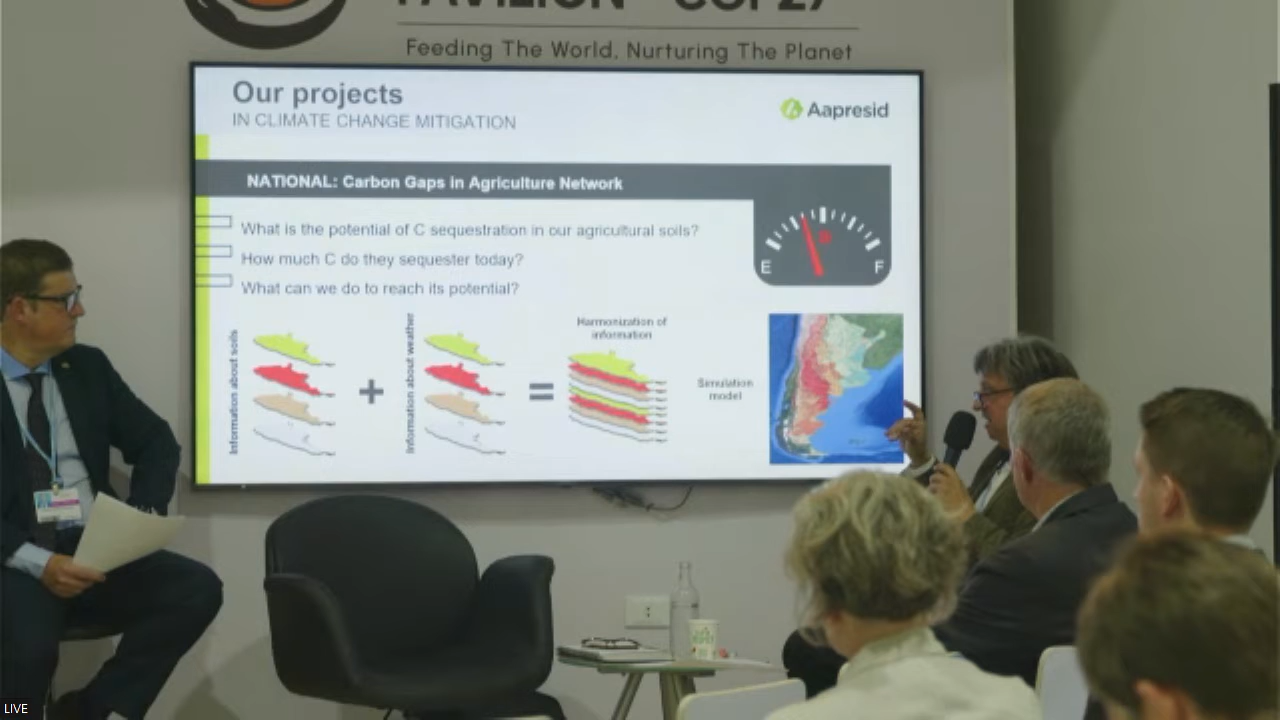 PAVILION - COP27
Feeding The World, Nurturing The Planet
Our projects
IN CLIMATE CHANGE MITIGATION
Aapresid
NATIONAL: Carbon Gaps in Agriculture Network
What is the potential of C sequestration in our agricultural soils?
How much C do they sequester today?
What can we do to reach its potential?
E
F
Information about soils
+
Information about weather
=
Harmonization of
information
Simulation
model
LIVE